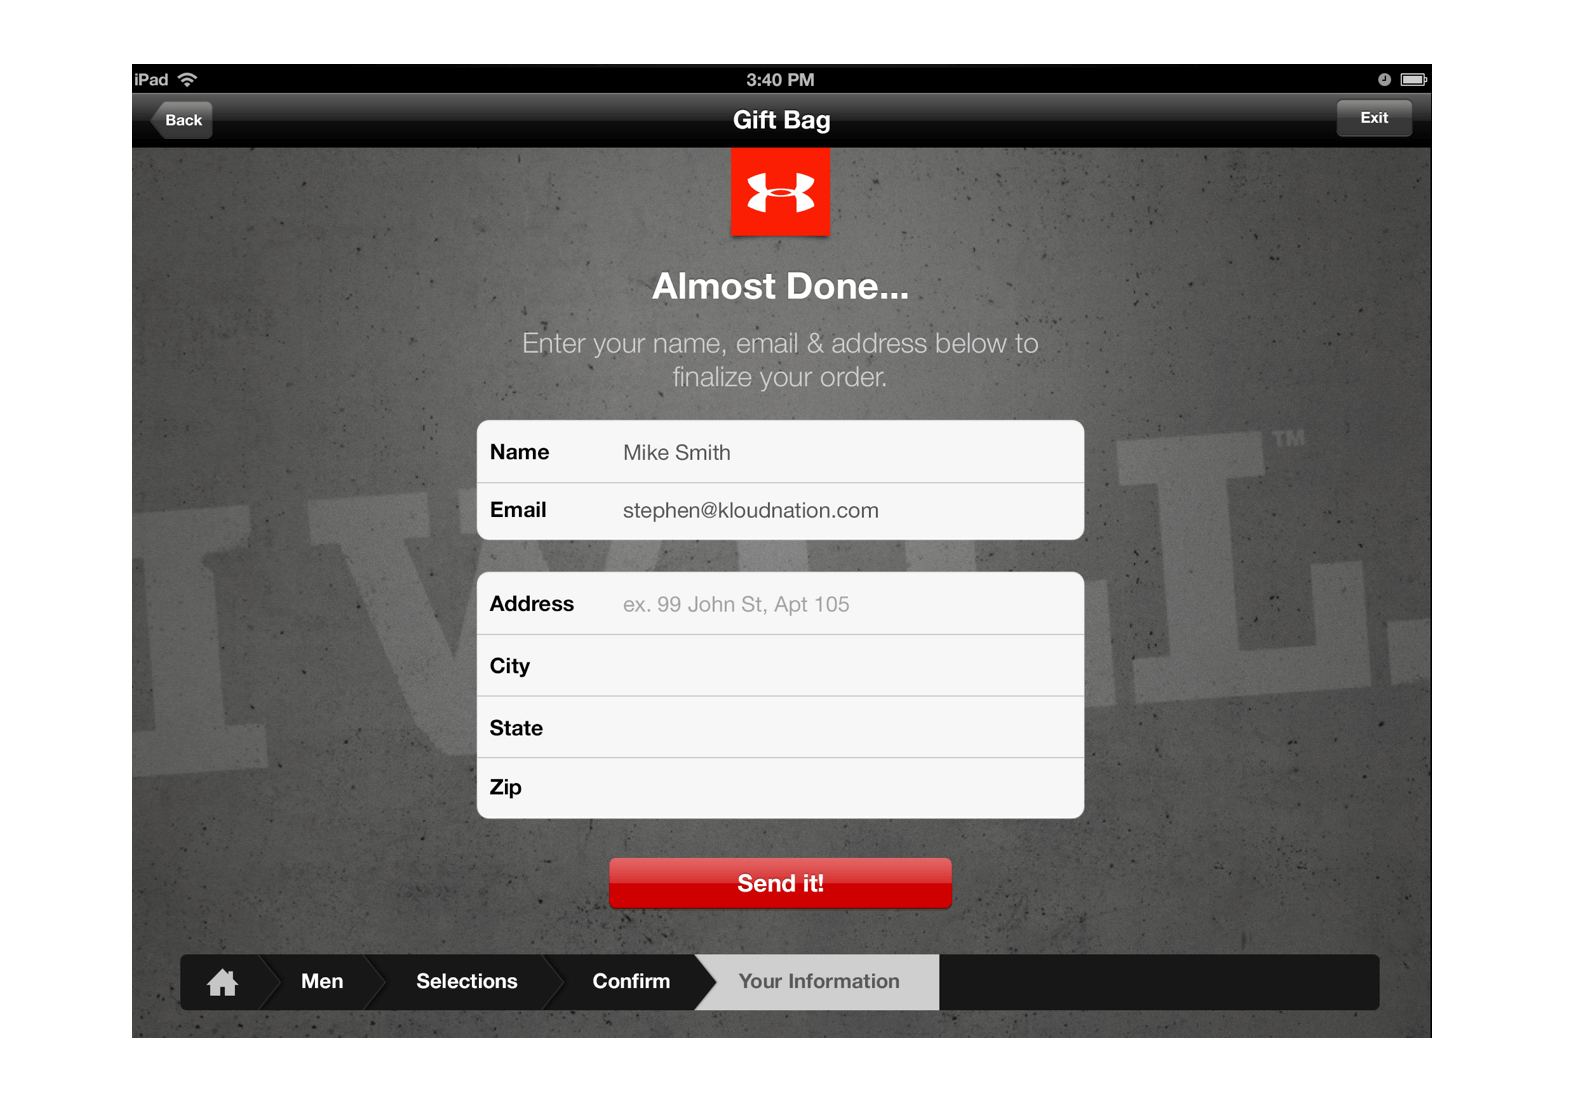 iPad 3:40 PM
Back Gift Bag Exit
Almost Done...
Enter your name, email & address below to
finalize your order.
Name Mike Smith
Email stephen@kloudnation.com
Address ex. 99 John St, Apt 105
City
State
Zip
I WILL.™
Send it!
Men Selections Confirm Your Information